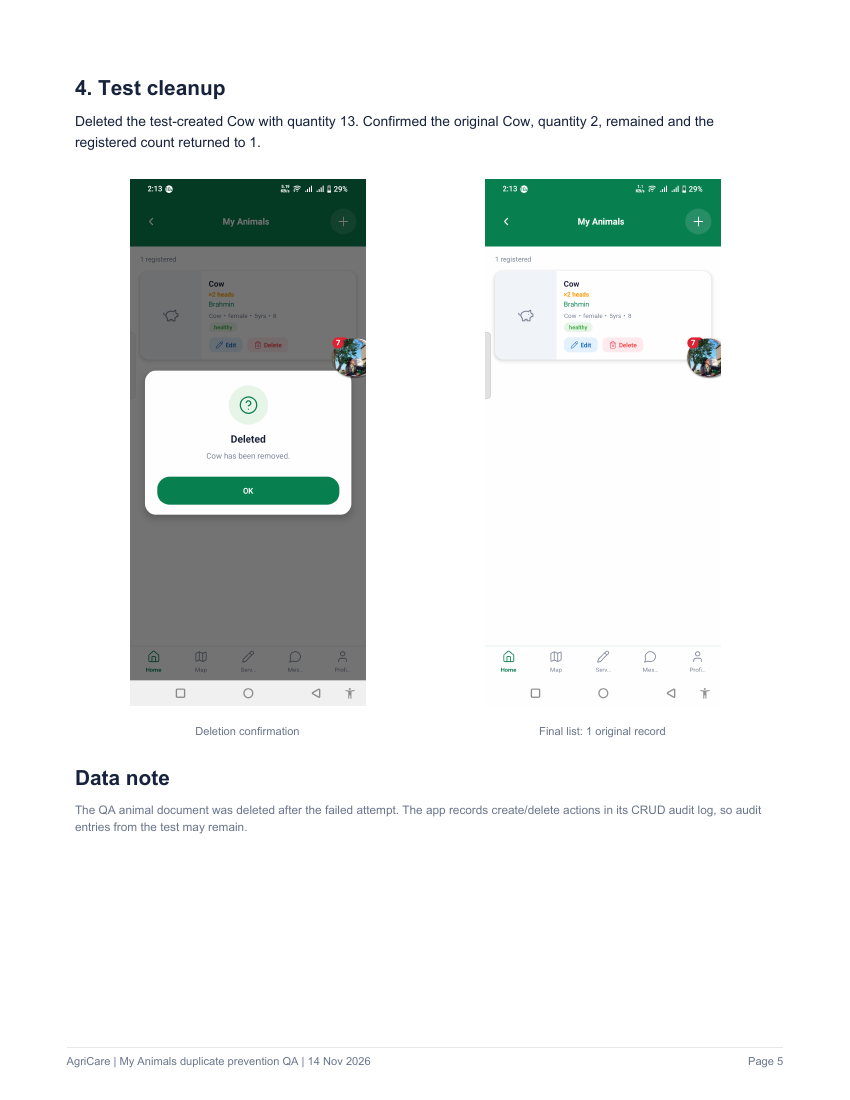 4. Test cleanup
Deleted the test-created Cow with quantity 13. Confirmed the original Cow, quantity 2, remained and the
registered count returned to 1.
2:13
29%
My Animals
1 registered
Cow
×2 heads
Brahmin
Cow • female • 5yrs • 8
healthy
Edit
Delete
7
Deleted
Cow has been removed.
OK
Home
Map
Serv...
Mes...
Profi...
2:13
29%
My Animals
1 registered
Cow
×2 heads
Brahmin
Cow • female • 5yrs • 8
healthy
Edit
Delete
7
Home
Map
Serv...
Mes...
Profi...
Deletion confirmation
Final list: 1 original record
Data note
The QA animal document was deleted after the failed attempt. The app records create/delete actions in its CRUD audit log, so audit
entries from the test may remain.
AgriCare | My Animals duplicate prevention QA | 14 Nov 2026
Page 5